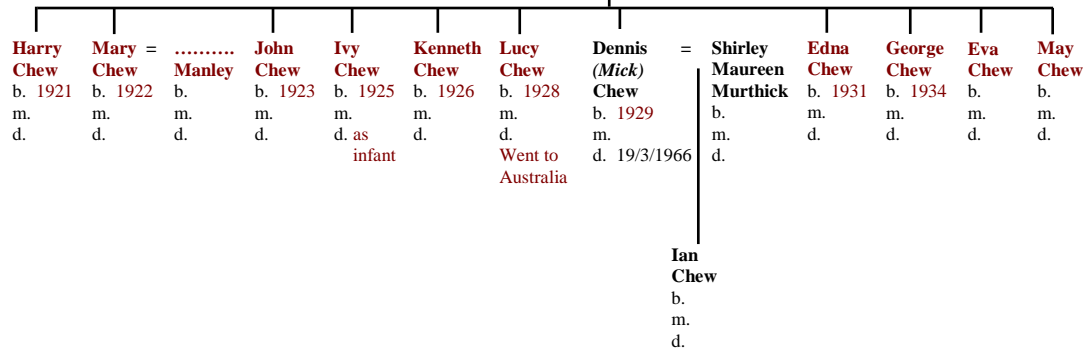 Harry
Chew
b. 1921
m.
d.
Mary =
Chew
b. 1922
m.
d.
……….
Manley
b.
m.
d.
John
Chew
b. 1923
m.
d.
Ivy
Chew
b. 1925
m.
d. as
infant
Kenneth
Chew
b. 1926
m.
d.
Lucy
Chew
b. 1928
m.
d.
Went to
Australia
Dennis =
(Mick)
Chew
b. 1929
m.
d. 19/3/1966
Shirley
Maureen
Murthick
b.
m.
d.
Edna
Chew
b. 1931
m.
d.
George
Chew
b. 1934
m.
d.
Eva
Chew
b.
m.
d.
May
Chew
b.
m.
d.
Ian
Chew
b.
m.
d.